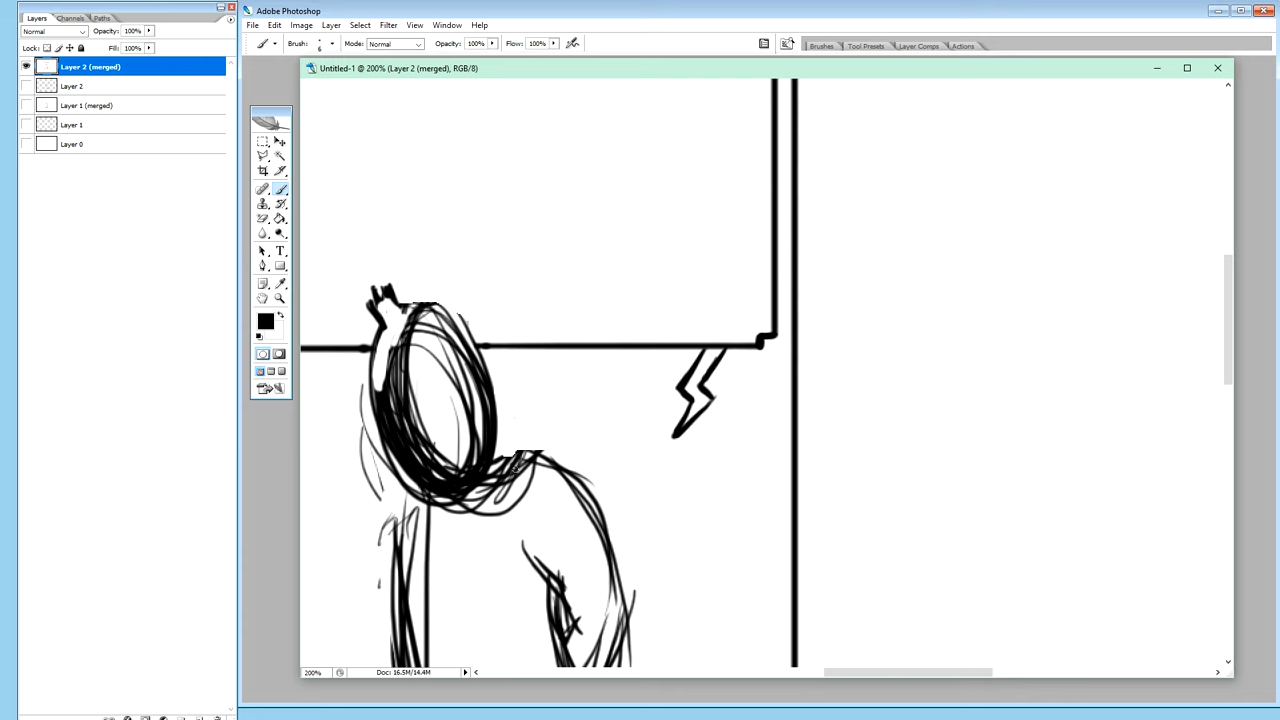 Layers Channels Paths
Normal Opacity: 100%
Lock: Fill: 100%
Layer 2 (merged)
Layer 2
Layer 1 (merged)
Layer 1
Layer 0
Adobe Photoshop
File Edit Image Layer Select Filter View Window Help
Brush: 6 Mode: Normal Opacity: 100% Flow: 100% Brushes Tool Presets Layer Comps Actions
Untitled-1 @ 200% (Layer 2 (merged), RGB/8)
T
200% Doc: 16.5M/14.4M